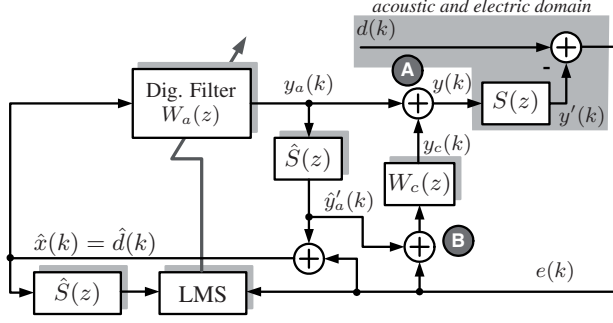 acoustic and electric domain
d(k)
A
+
-
Dig. Filter
W_a(z)
y_a(k)
y(k)
S(z)
y'(k)
+
Ŝ(z)
y_c(k)
W_c(z)
ŷ'_a(k)
B
x̂(k) = d̂(k)
+
+
e(k)
Ŝ(z)
LMS